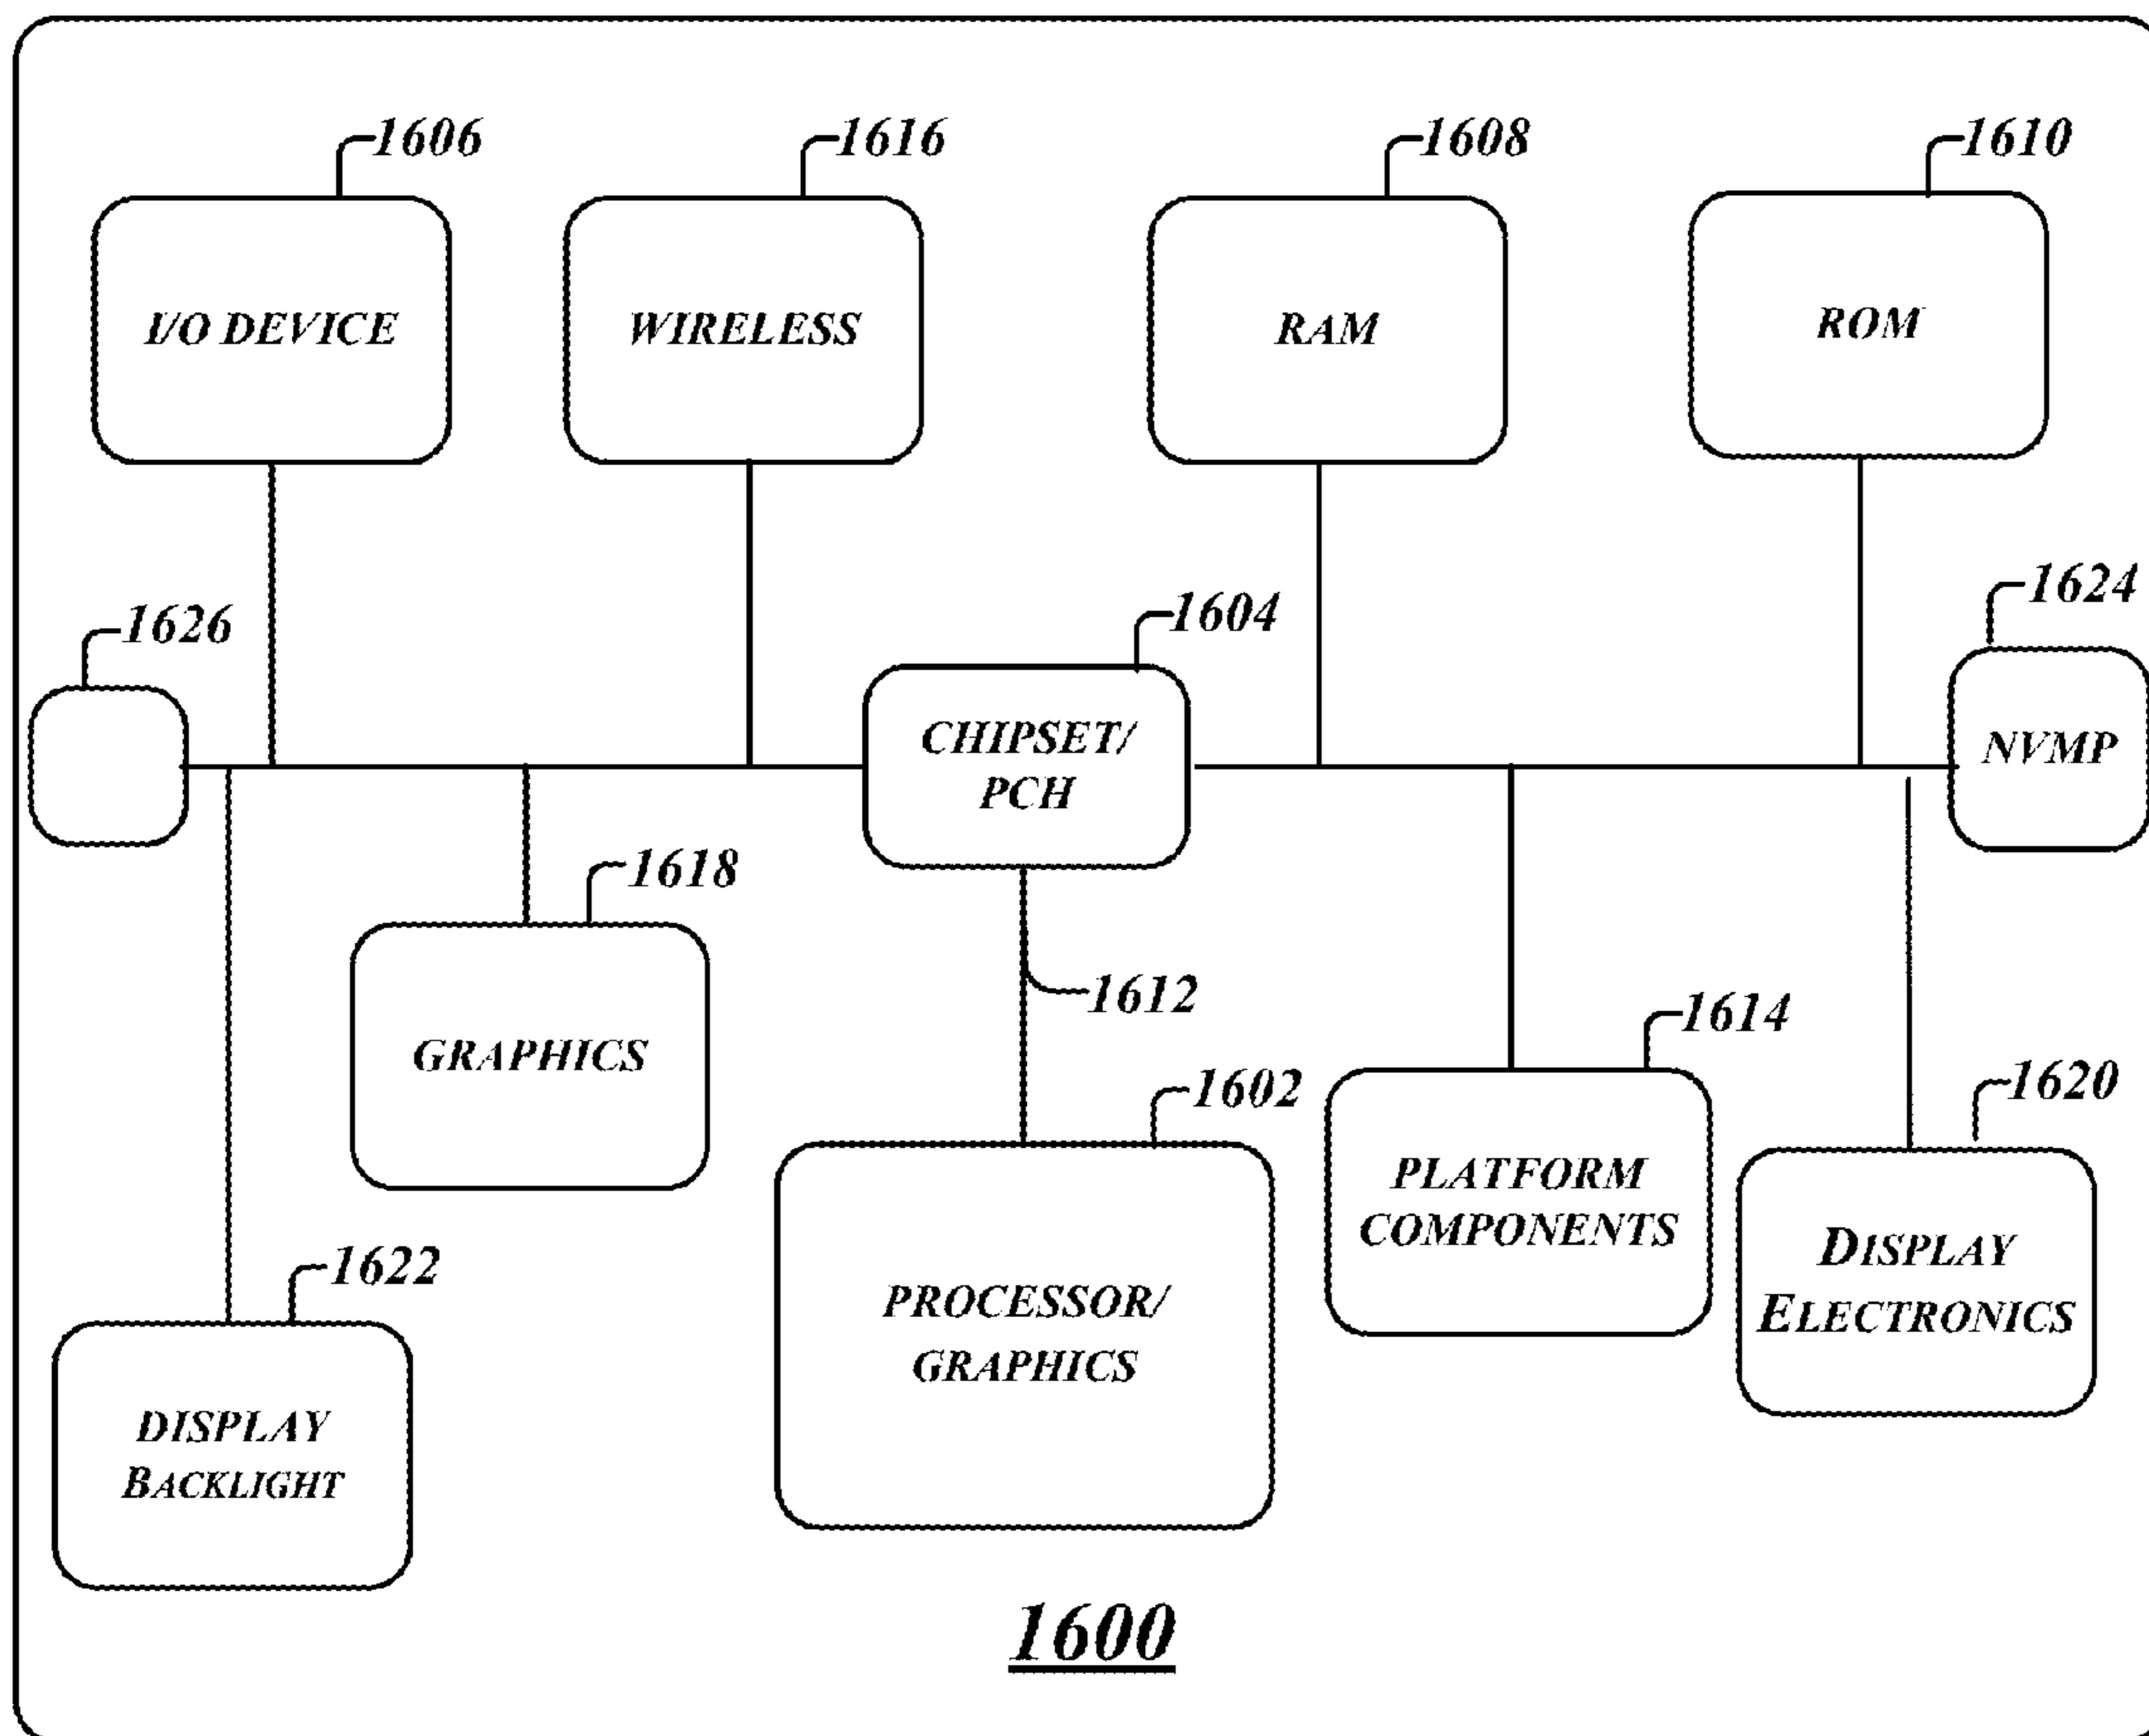 1606
1616
1608
1610
I/O DEVICE
WIRELESS
RAM
ROM
1626
1604
1624
CHIPSET/
PCH
NVMP
1618
1612
GRAPHICS
1614
1602
1620
PLATFORM
COMPONENTS
DISPLAY
ELECTRONICS
1622
PROCESSOR/
GRAPHICS
DISPLAY
BACKLIGHT
1600